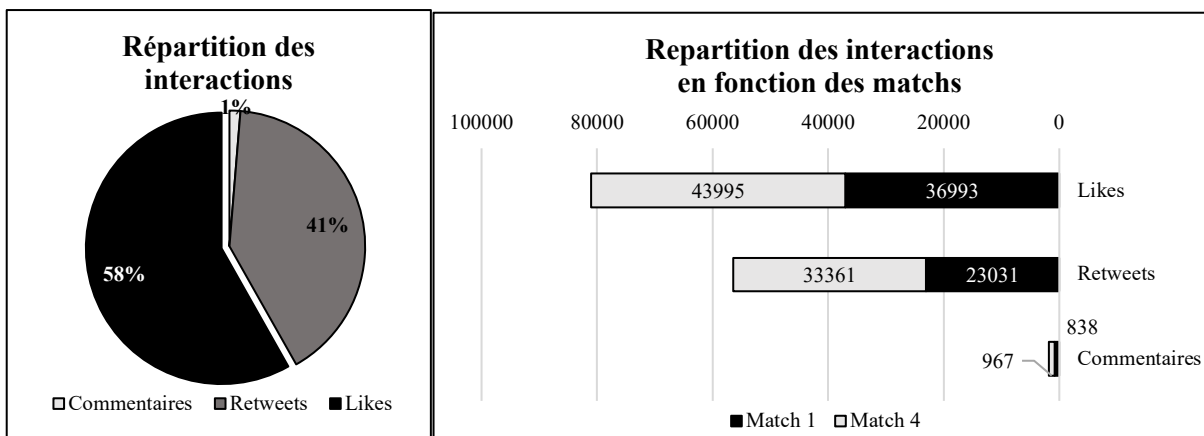 Répartition des
interactions
1%
41%
58%
Commentaires Retweets Likes
Repartition des interactions
en fonction des matchs
100000 80000 60000 40000 20000 0
43995 36993 Likes
33361 23031 Retweets
838
967 Commentaires
Match 1 Match 4